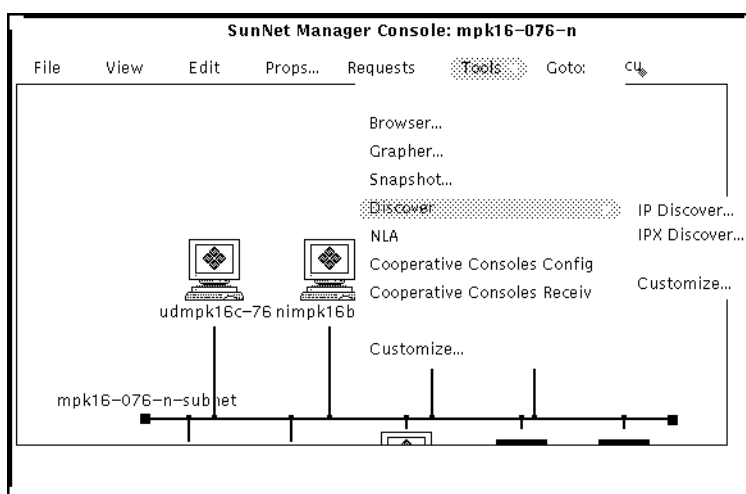 SunNet Manager Console: mpk16-076-n
File View Edit Props... Requests Tools Goto: cu
Browser...
Grapher...
Snapshot...
Discover
IP Discover...
NLA
IPX Discover...
Cooperative Consoles Config
Customize...
Cooperative Consoles Receiv
udmpk16c-76 nimpk16b
Customize...
mpk16-076-n-subnet